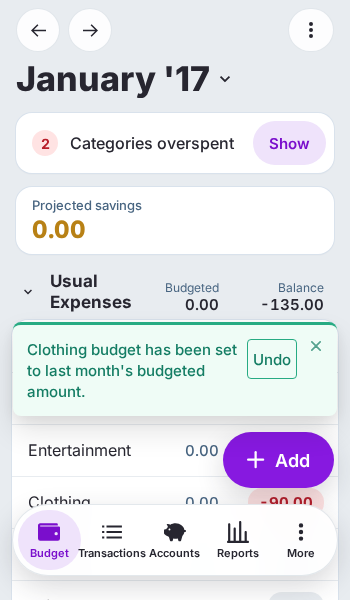 January '17
2 Categories overspent Show
Projected savings
0.00
Usual Expenses Budgeted 0.00 Balance -135.00
Clothing budget has been set
to last month's budgeted
amount.
Undo
Entertainment 0.00
Add
Clothing 0.00 -90.00
Budget Transactions Accounts Reports More